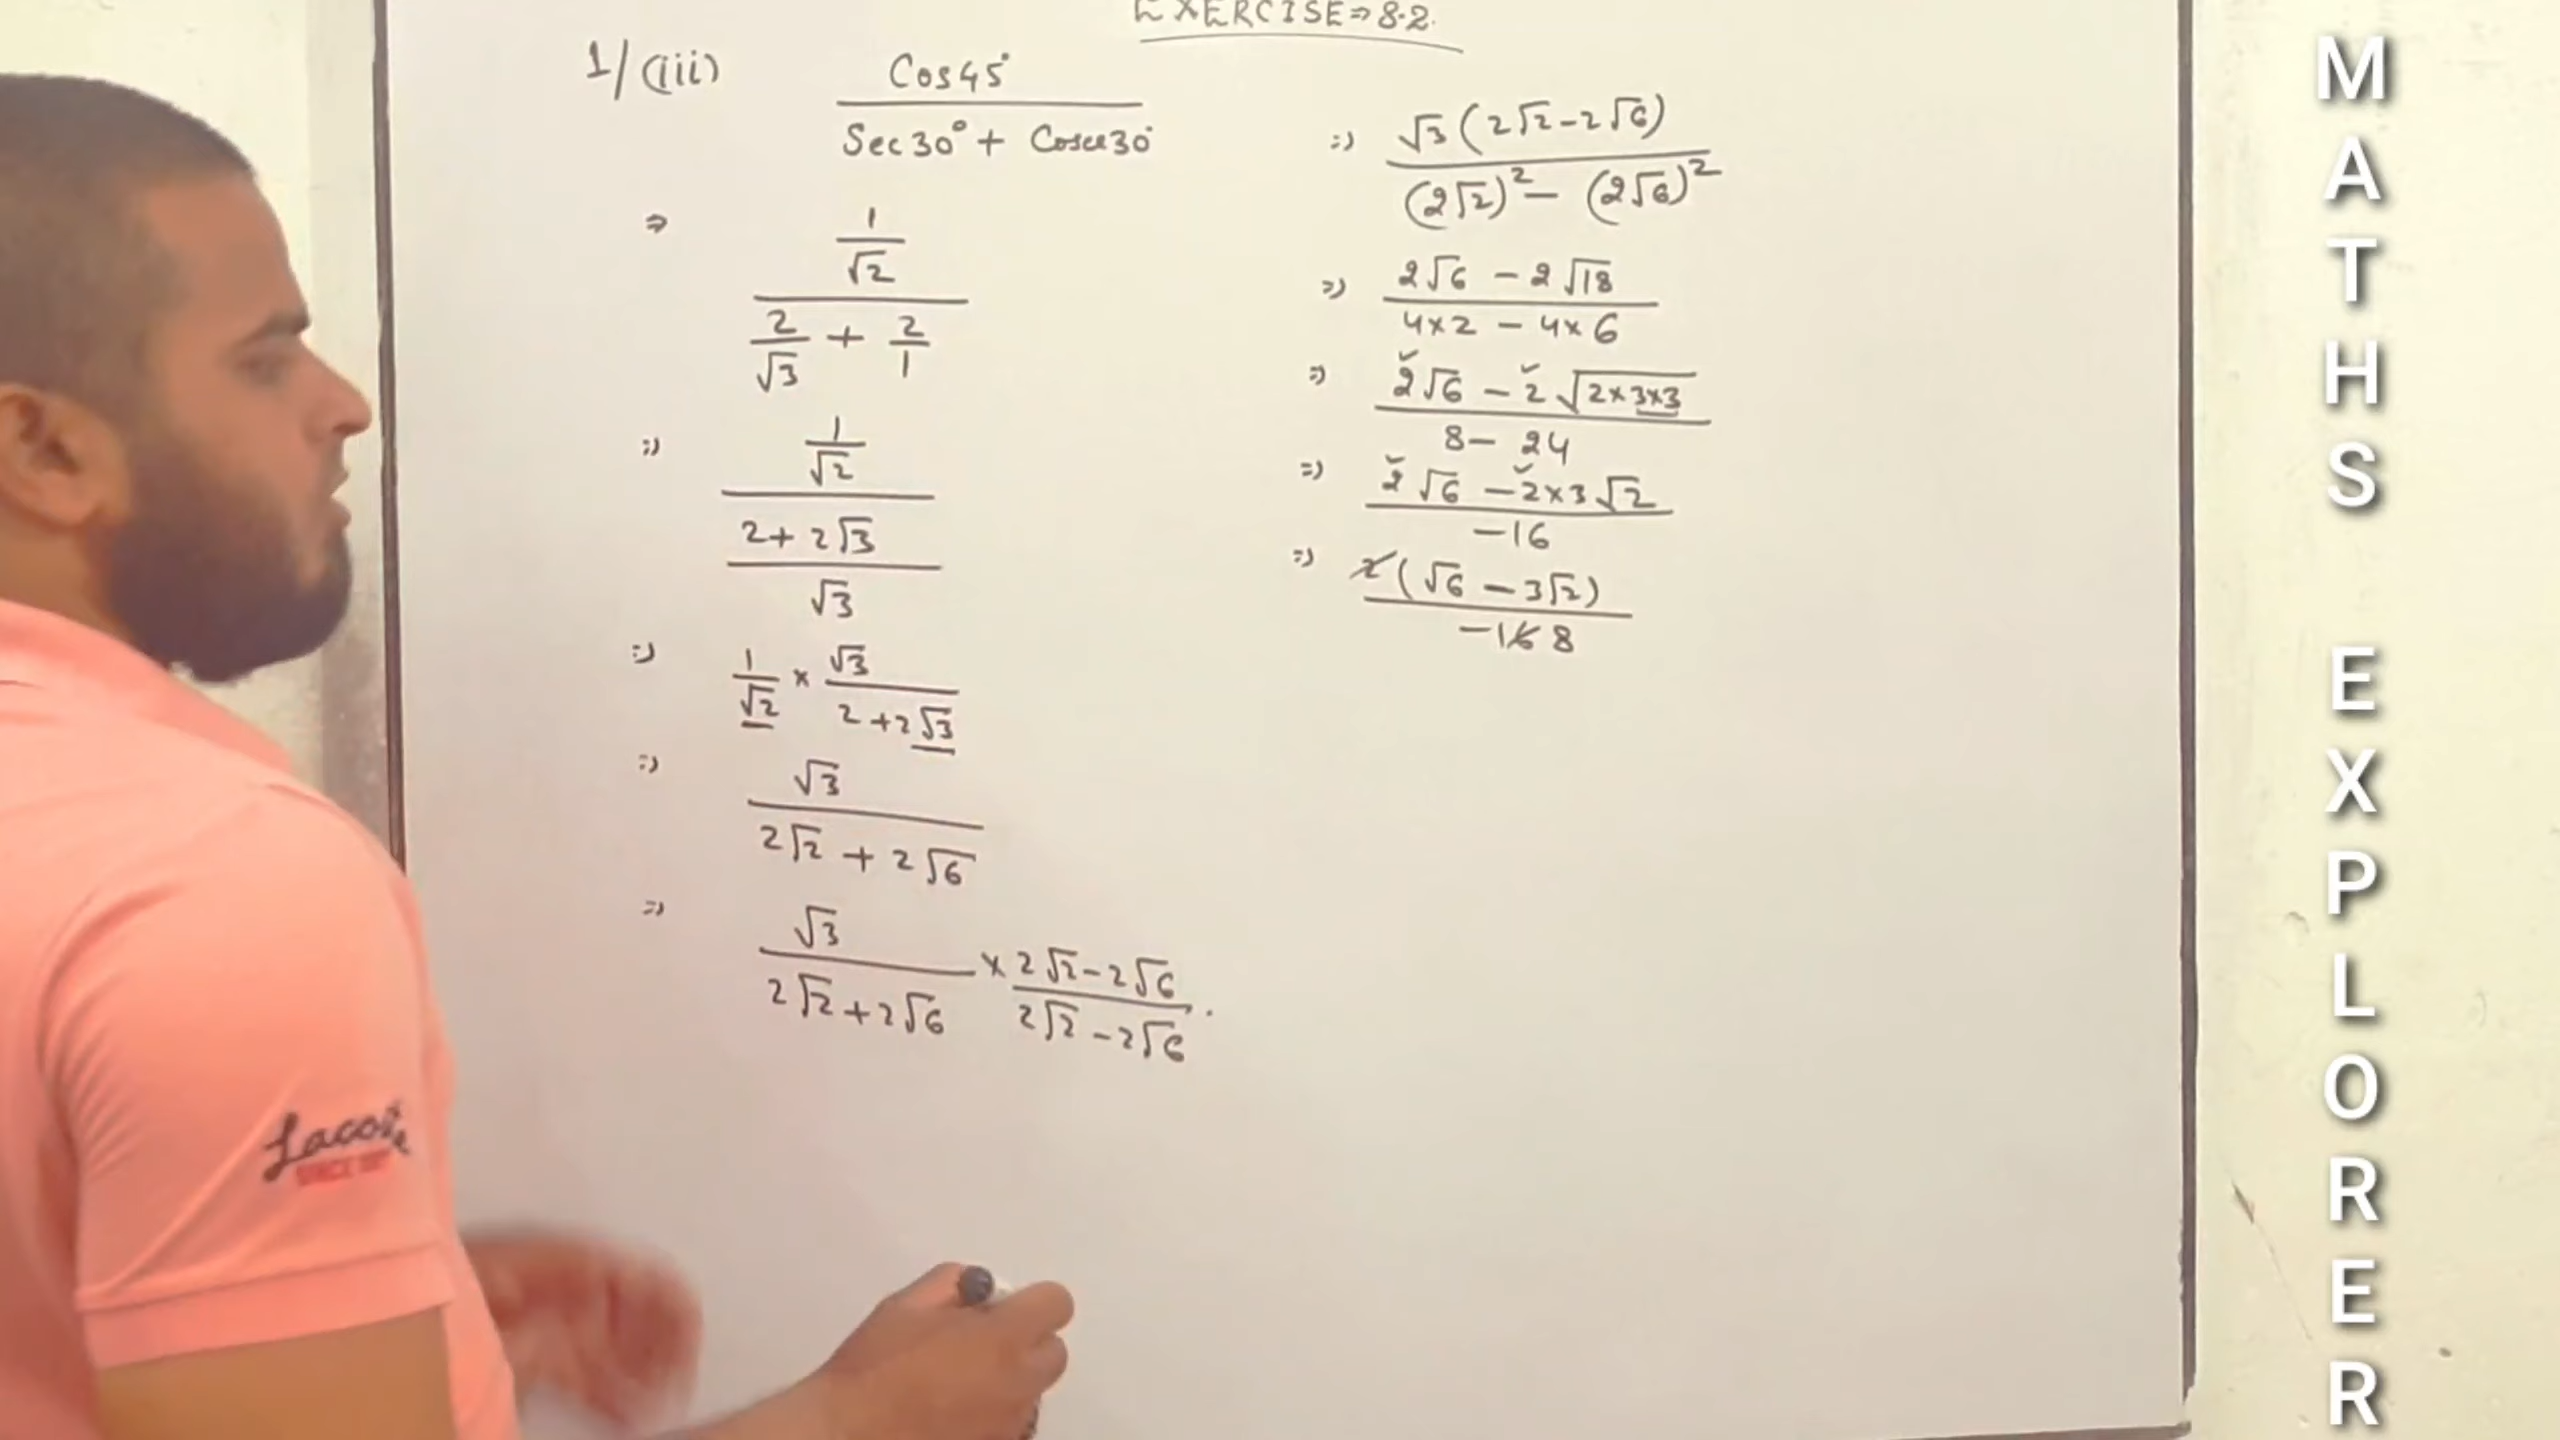 EXERCISE⇒8.2.
1/(iii) Cos45° / Sec30° + Cosec30°
⇒ 1/√2 / 2/√3 + 2/1
⇒ 1/√2 / 2+2√3 / √3
⇒ 1/√2 × √3 / 2+2√3
⇒ √3 / 2√2 + 2√6
⇒ √3 / 2√2+2√6 × 2√2-2√6 / 2√2-2√6 .
⇒ √3(2√2-2√6) / (2√2)² - (2√6)²
⇒ 2√6 - 2√18 / 4×2 - 4×6
⇒ 2√6 - 2√2×3×3 / 8-24
⇒ 2√6 - 2×3√2 / -16
⇒ 2(√6 - 3√2) / -16 8
Lacoste
MATHS EXPLORER